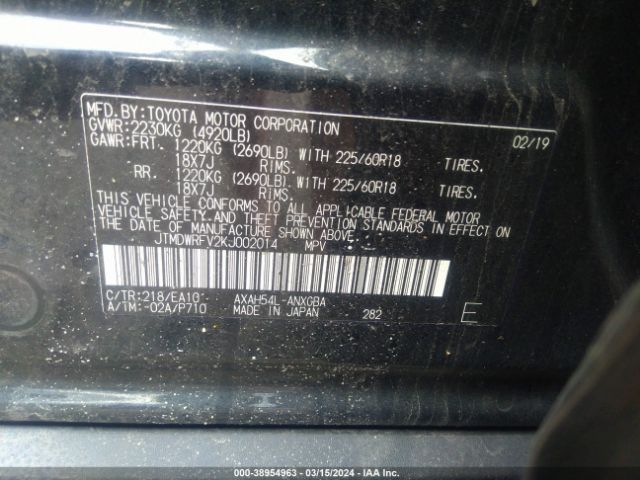 MFD.BY:TOYOTA MOTOR CORPORATION 02/19
GVWR:2230KG (4920LB)
GAWR:FRT. 1220KG (2690LB) WITH 225/60R18 TIRES.
18X7J RIMS.
RR. 1220KG (2690LB) WITH 225/60R18 TIRES.
18X7J RIMS.
THIS VEHICLE CONFORMS TO ALL APPLICABLE FEDERAL MOTOR
VEHICLE SAFETY AND THEFT PREVENTION STANDARDS IN EFFECT ON
THE DATE OF MANUFACTURE SHOWN ABOVE.
JTMDWRFV2KJ002014 MPV
C/TR:218/EA10 AXAH54L-ANXGBA
A/TM:-02A/P710 MADE IN JAPAN 282 E
000-38954963 - 03/15/2024 - IAA Inc.